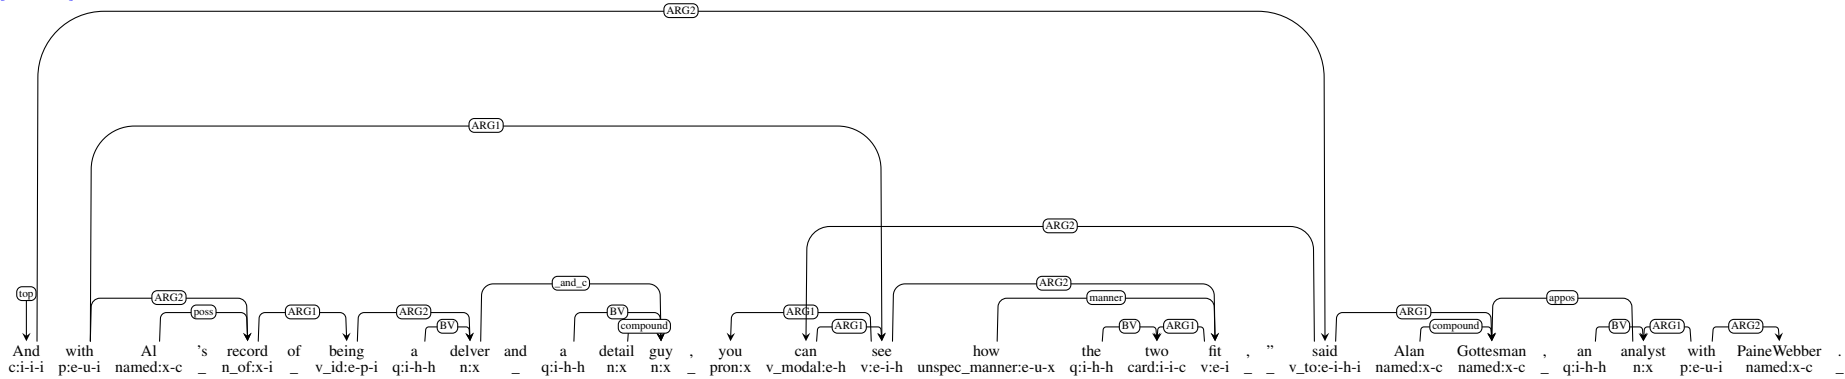 ARG2
ARG1
ARG2
_and_c
ARG2
top
ARG2
manner
appos
poss
ARG1
ARG2
BV
ARG1
ARG1
BV
compound
ARG1
BV
ARG1
compound
BV
ARG1
ARG2
And with Al 's record of being a delver and a detail guy , you can see how the two fit , ” said Alan Gottesman , an analyst with PaineWebber .
c:i-i-i p:e-u-i named:x-c _ n_of:x-i _ v_id:e-p-i q:i-h-h n:x _ q:i-h-h n:x n:x _ pron:x v_modal:e-h v:e-i-h unspec_manner:e-u-x q:i-h-h card:i-i-c v:e-i _ _ v_to:e-i-h-i named:x-c named:x-c _ q:i-h-h n:x p:e-u-i named:x-c _